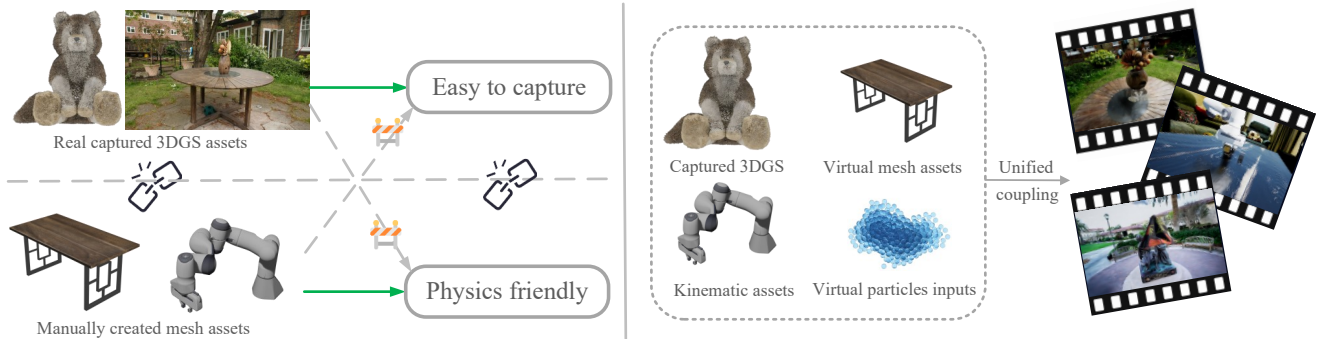 Easy to capture
Real captured 3DGS assets
Physics friendly
Manually created mesh assets
Captured 3DGS
Virtual mesh assets
Kinematic assets
Virtual particles inputs
Unified
coupling